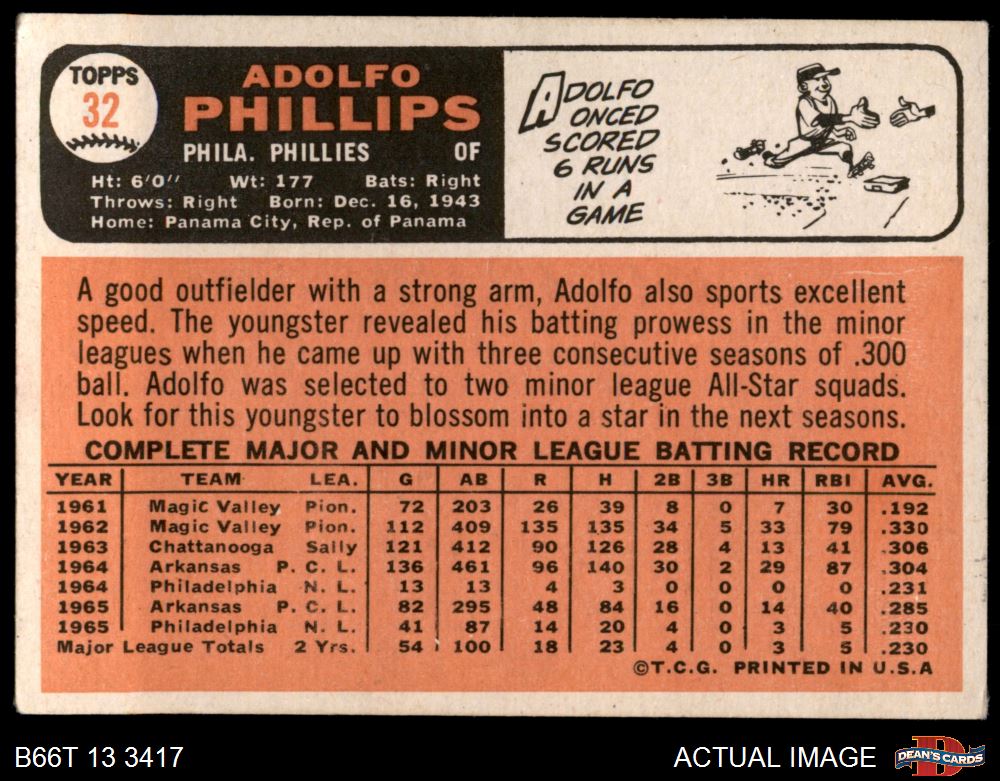 TOPPS
32
ADOLFO
PHILLIPS
PHILA. PHILLIES OF
Ht: 6'0'' Wt: 177 Bats: Right
Throws: Right Born: Dec. 16, 1943
Home: Panama City, Rep. of Panama
ADOLFO
ONCED
SCORED
6 RUNS
IN A
GAME
A good outfielder with a strong arm, Adolfo also sports excellent
speed. The youngster revealed his batting prowess in the minor
leagues when he came up with three consecutive seasons of .300
ball. Adolfo was selected to two minor league All-Star squads.
Look for this youngster to blossom into a star in the next seasons.
COMPLETE MAJOR AND MINOR LEAGUE BATTING RECORD
YEAR TEAM LEA. G AB R H 2B 3B HR RBI AVG.
1961 Magic Valley Pion. 72 203 26 39 8 0 7 30 .192
1962 Magic Valley Pion. 112 409 135 135 34 5 33 79 .330
1963 Chattanooga Sally 121 412 90 126 28 4 13 41 .306
1964 Arkansas P. C. L. 136 461 96 140 30 2 29 87 .304
1964 Philadelphia N. L. 13 13 4 3 0 0 0 0 .231
1965 Arkansas P. C. L. 82 295 48 84 16 0 14 40 .285
1965 Philadelphia N. L. 41 87 14 20 4 0 3 5 .230
Major League Totals 2 Yrs. 54 100 18 23 4 0 3 5 .230
©T.C.G. PRINTED IN U.S.A
B66T 13 3417
ACTUAL IMAGE
D
DEAN'S CARDS